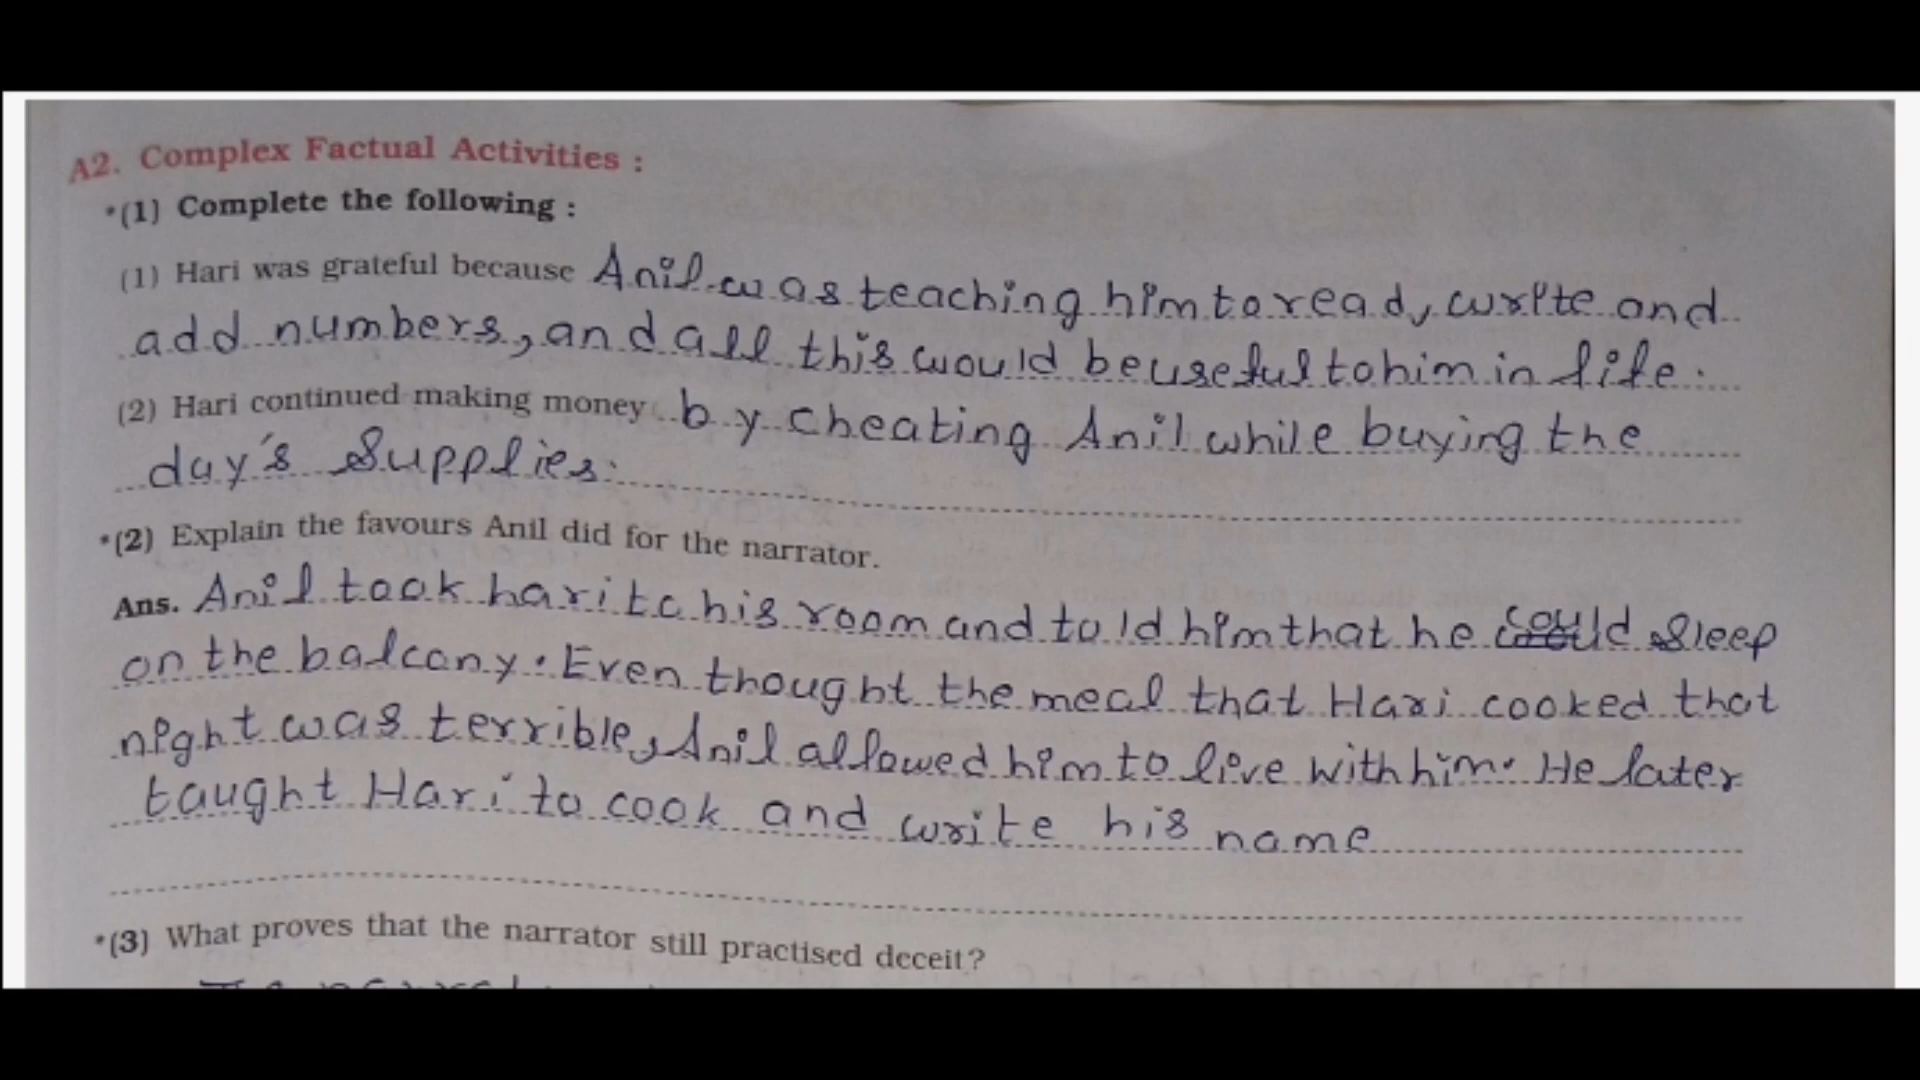 A2. Complex Factual Activities :
*(1) Complete the following :
(1) Hari was grateful because Anil was teaching him to read, write and
add numbers, and all this would be useful to him in life.
(2) Hari continued making money by cheating Anil while buying the
day's Supplies.
*(2) Explain the favours Anil did for the narrator.
Ans. Anil took hari to his room and told him that he could sleep
on the balcony. Even thought the meal that Hari cooked that
night was terrible, Anil allowed him to live with him. He later
taught Hari to cook and write his name
*(3) What proves that the narrator still practised deceit?